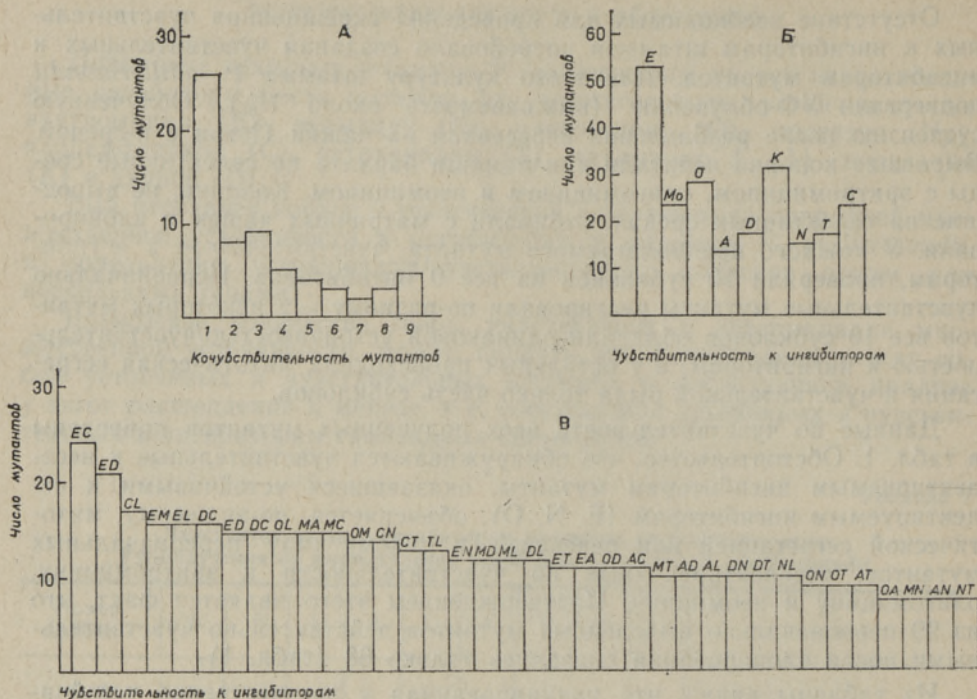 А
30
20
10
Число мутантов
1 2 3 4 5 6 7 8 9
Кочувствительность мутантов
Б
60
50
40
30
20
10
Число мутантов
E
Mo
O
A
D
K
N
T
C
Чувствительность к ингибиторам
В
30
20
10
Число мутантов
EC
ED
CL
EM EL DC
ED DC OL MA MC
OM CN
CT TL
EN MD ML DL
ET EA OD AC
MT AD AL DN DT NL
ON OT AT
OA MN AN NT
Чувствительность к ингибиторам